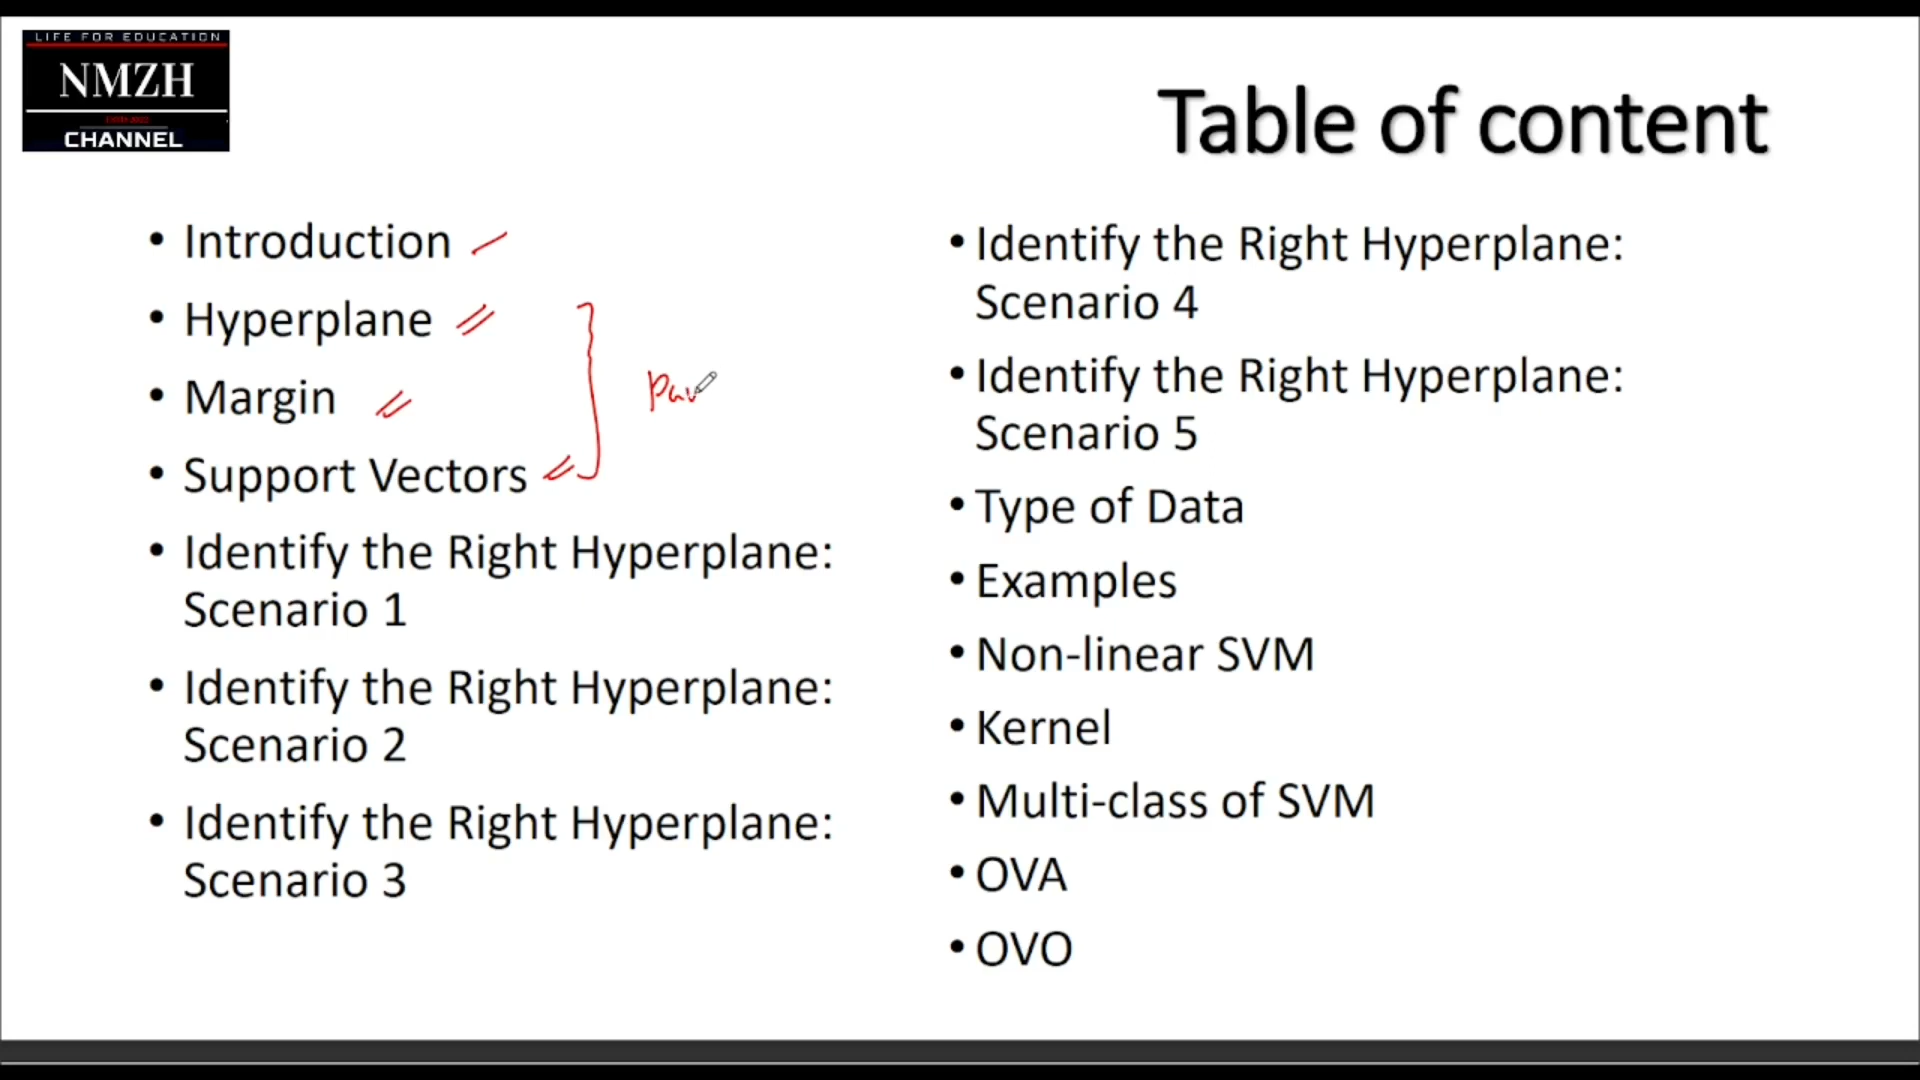 LIFE FOR EDUCATION
NMZH
CHANNEL
Table of content
• Introduction
• Hyperplane
• Margin
• Support Vectors
• Identify the Right Hyperplane:
Scenario 1
• Identify the Right Hyperplane:
Scenario 2
• Identify the Right Hyperplane:
Scenario 3
• Identify the Right Hyperplane:
Scenario 4
• Identify the Right Hyperplane:
Scenario 5
• Type of Data
• Examples
• Non-linear SVM
• Kernel
• Multi-class of SVM
• OVA
• OVO